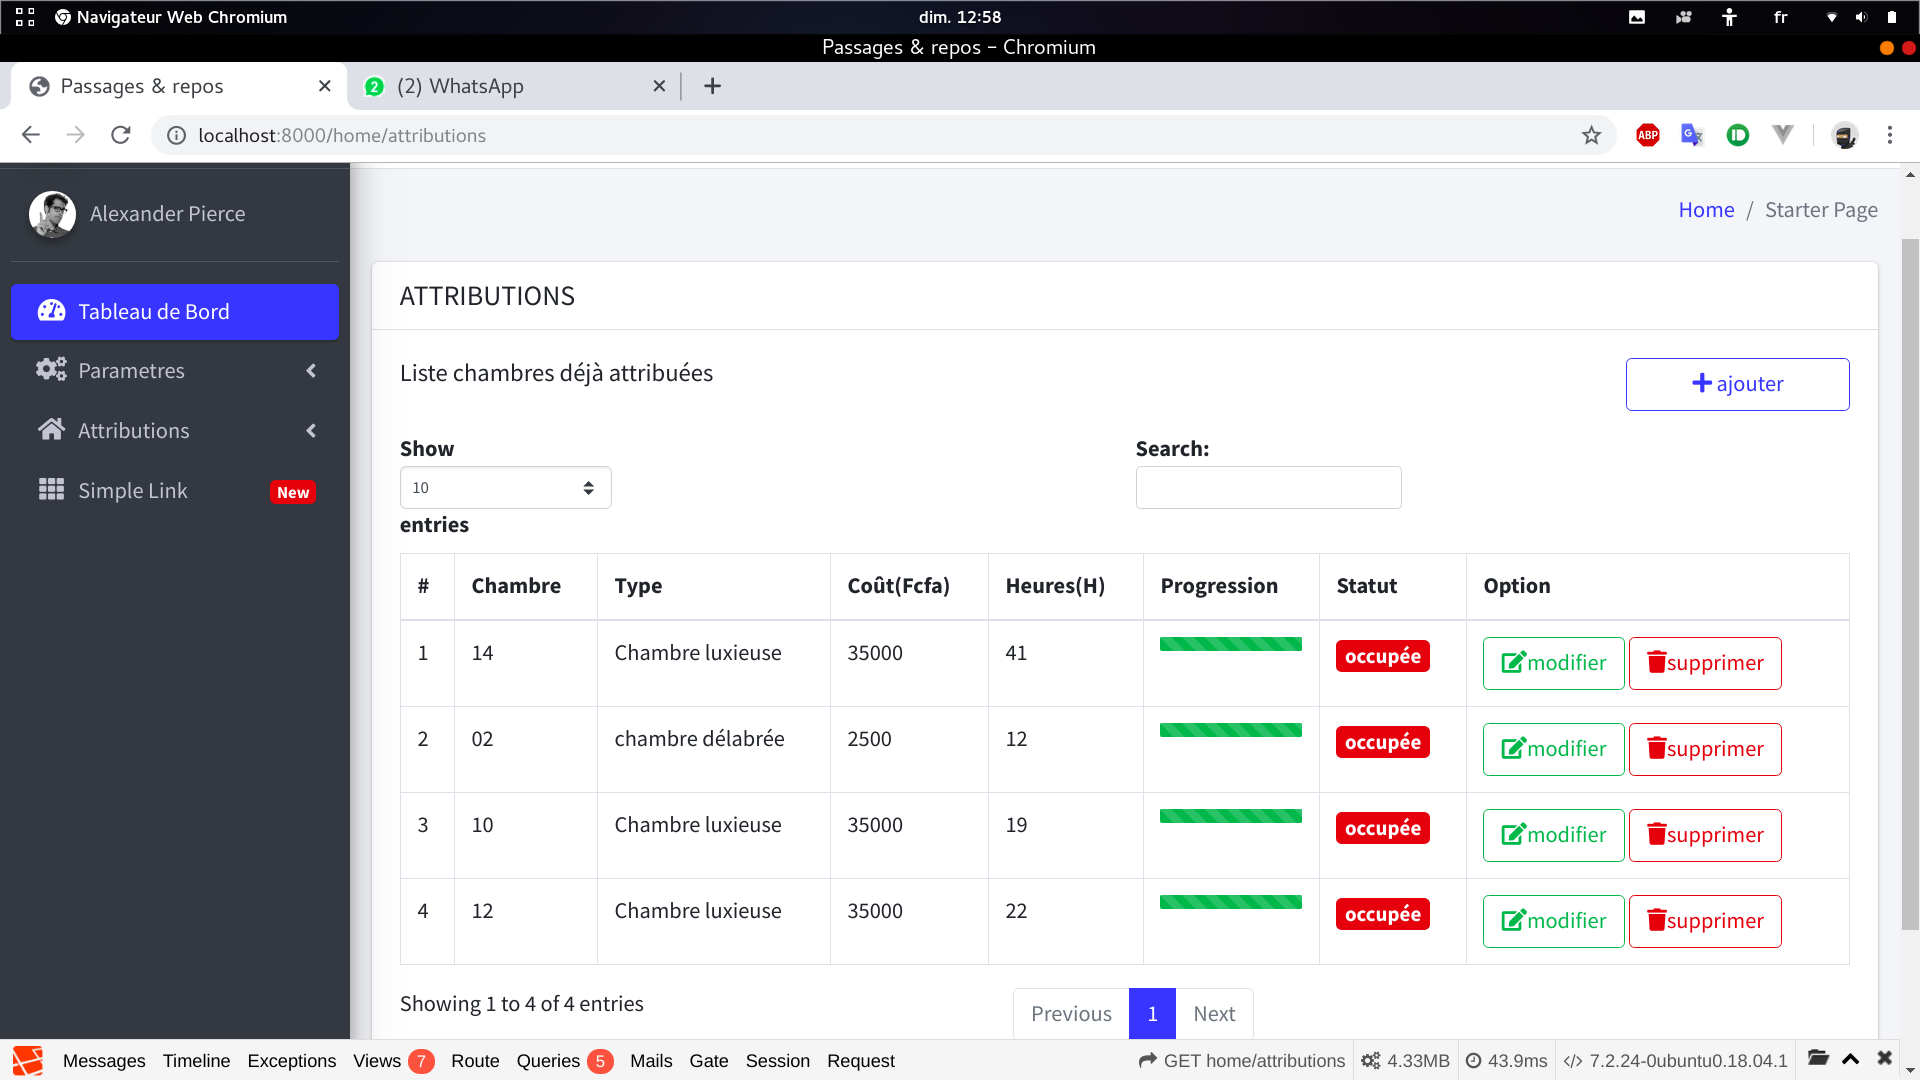 Navigateur Web Chromium dim. 12:58 fr
Passages & repos – Chromium
Passages & repos 2 (2) WhatsApp
localhost:8000/home/attributions ABP
Alexander Pierce
Home / Starter Page
Tableau de Bord
Parametres
Attributions
Simple Link New
ATTRIBUTIONS
Liste chambres déjà attribuées
ajouter
Show
10
entries
Search:
# Chambre Type Coût(Fcfa) Heures(H) Progression Statut Option
1 14 Chambre luxieuse 35000 41 occupée modifier supprimer
2 02 chambre délabrée 2500 12 occupée modifier supprimer
3 10 Chambre luxieuse 35000 19 occupée modifier supprimer
4 12 Chambre luxieuse 35000 22 occupée modifier supprimer
Showing 1 to 4 of 4 entries Previous 1 Next
Messages Timeline Exceptions Views 7 Route Queries 5 Mails Gate Session Request GET home/attributions 4.33MB 43.9ms 7.2.24-0ubuntu0.18.04.1